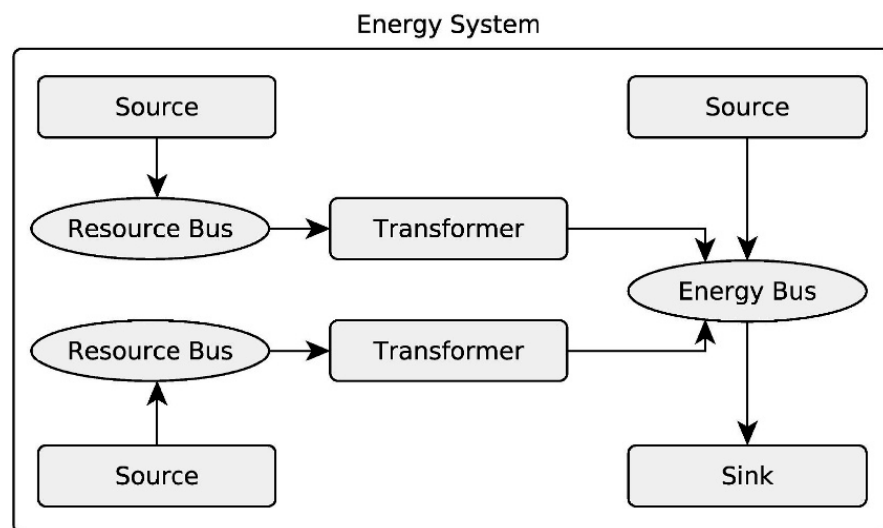 Energy System
Source
Source
Resource Bus
Transformer
Energy Bus
Resource Bus
Transformer
Source
Sink